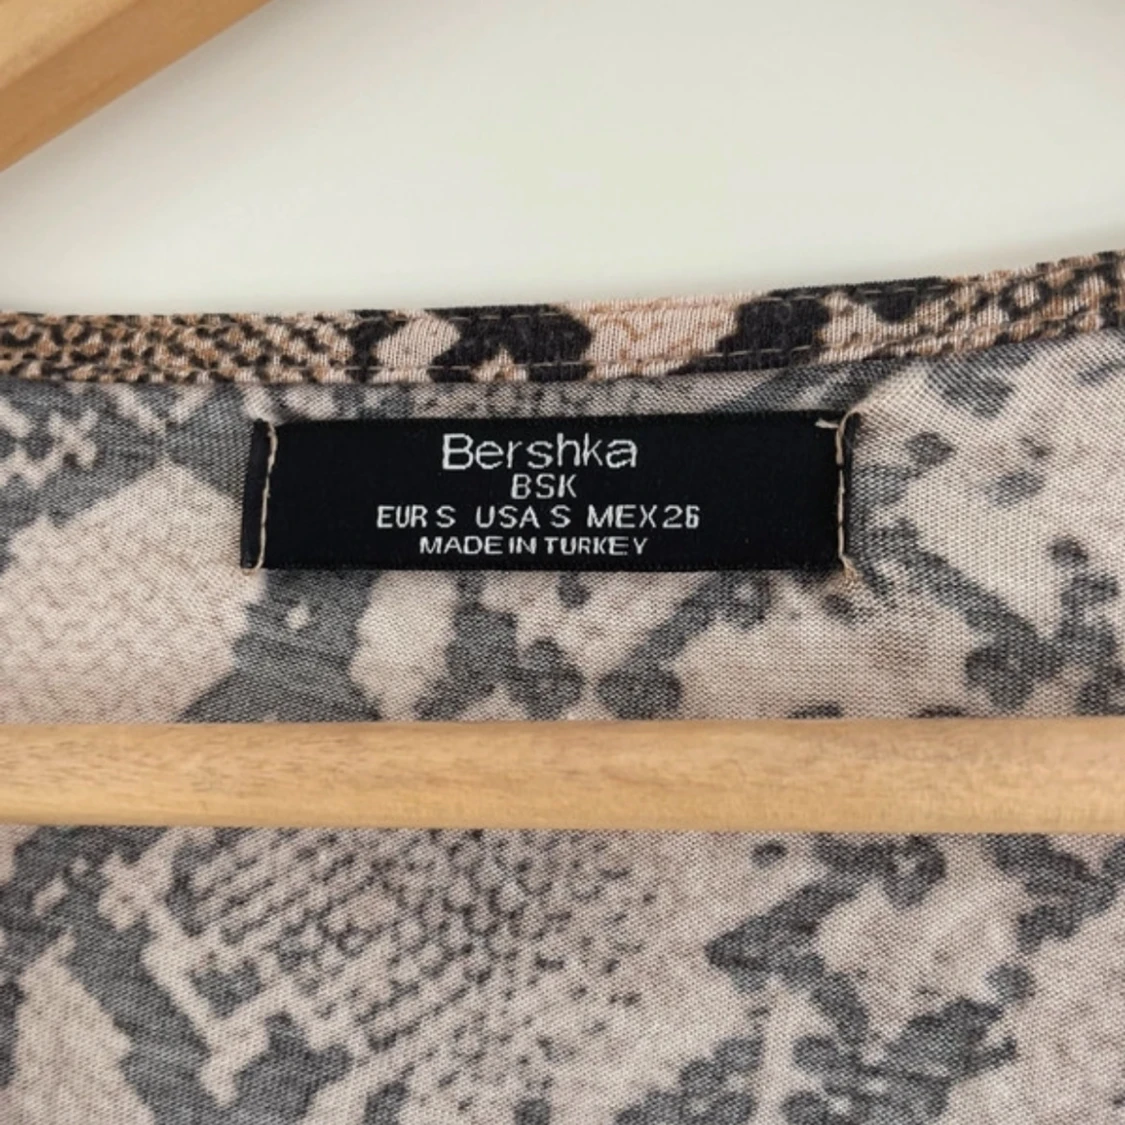 Bershka
BSK
EUR S USA S MEX 26
MADE IN TURKEY